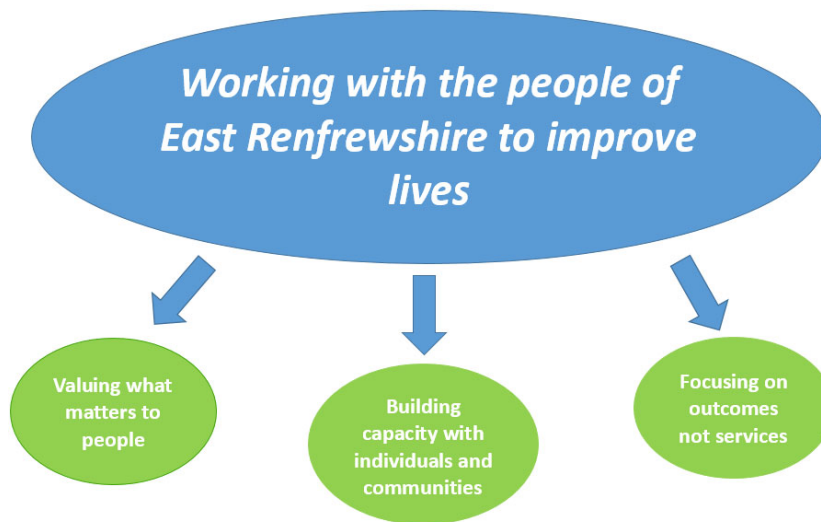 Working with the people of
East Renfrewshire to improve
lives
Valuing what
matters to
people
Building
capacity with
individuals and
communities
Focusing on
outcomes
not services